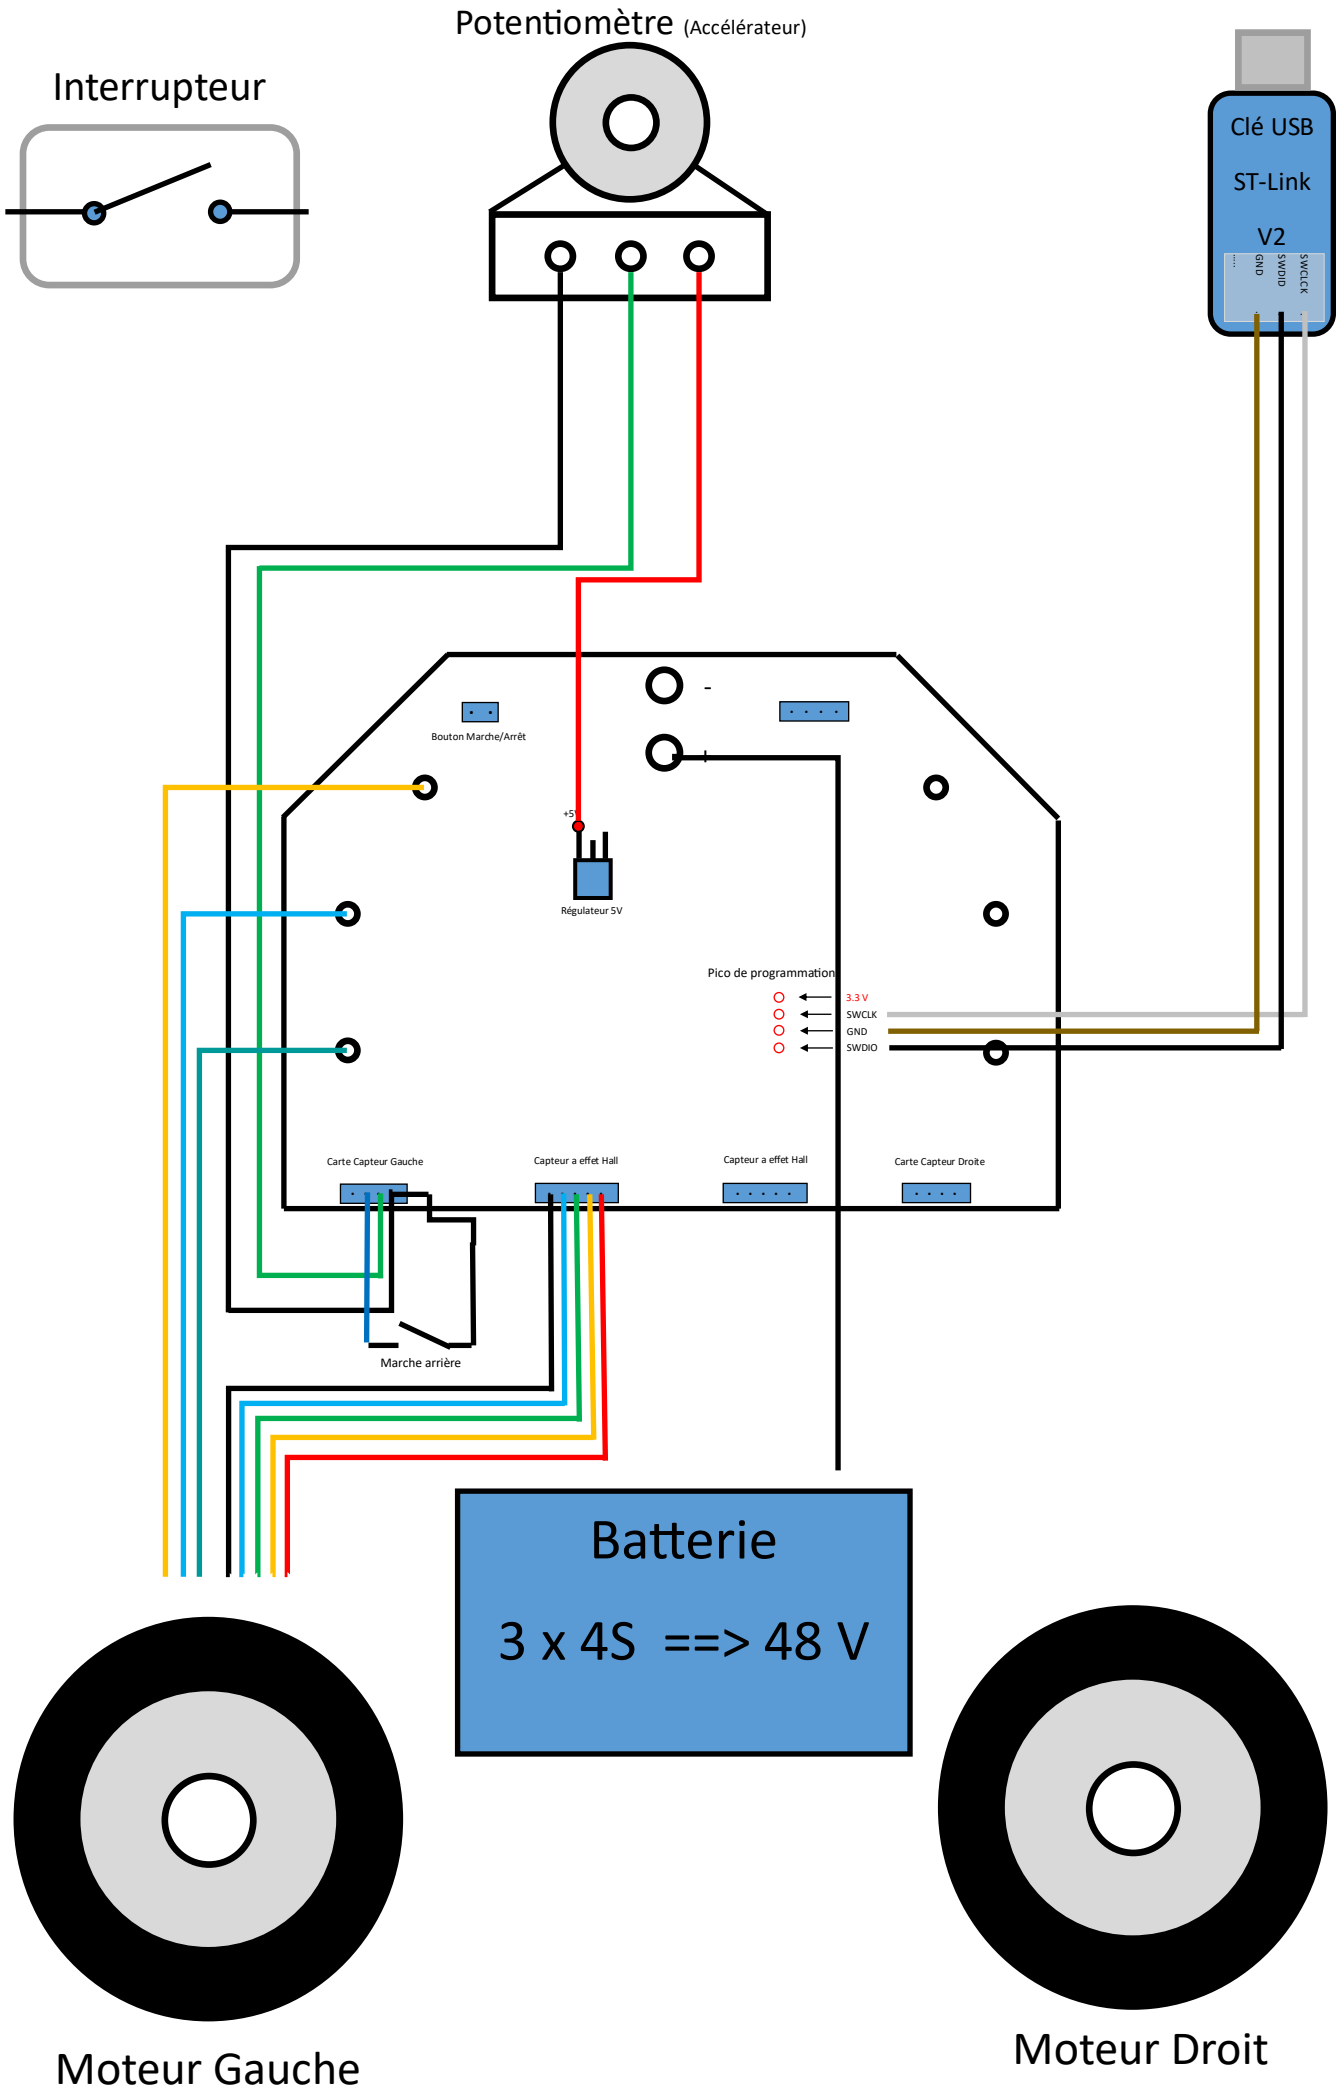 Potentiomètre (Accélérateur)
Interrupteur
Clé USB
ST-Link
V2
....
GND
SWDID
SWCLCK
-
+
Bouton Marche/Arrêt
+5V
Régulateur 5V
Pico de programmation
3.3 V
SWCLK
GND
SWDIO
Carte Capteur Gauche
Capteur a effet Hall
Capteur a effet Hall
Carte Capteur Droite
Marche arrière
Batterie
3 x 4S ==> 48 V
Moteur Gauche
Moteur Droit